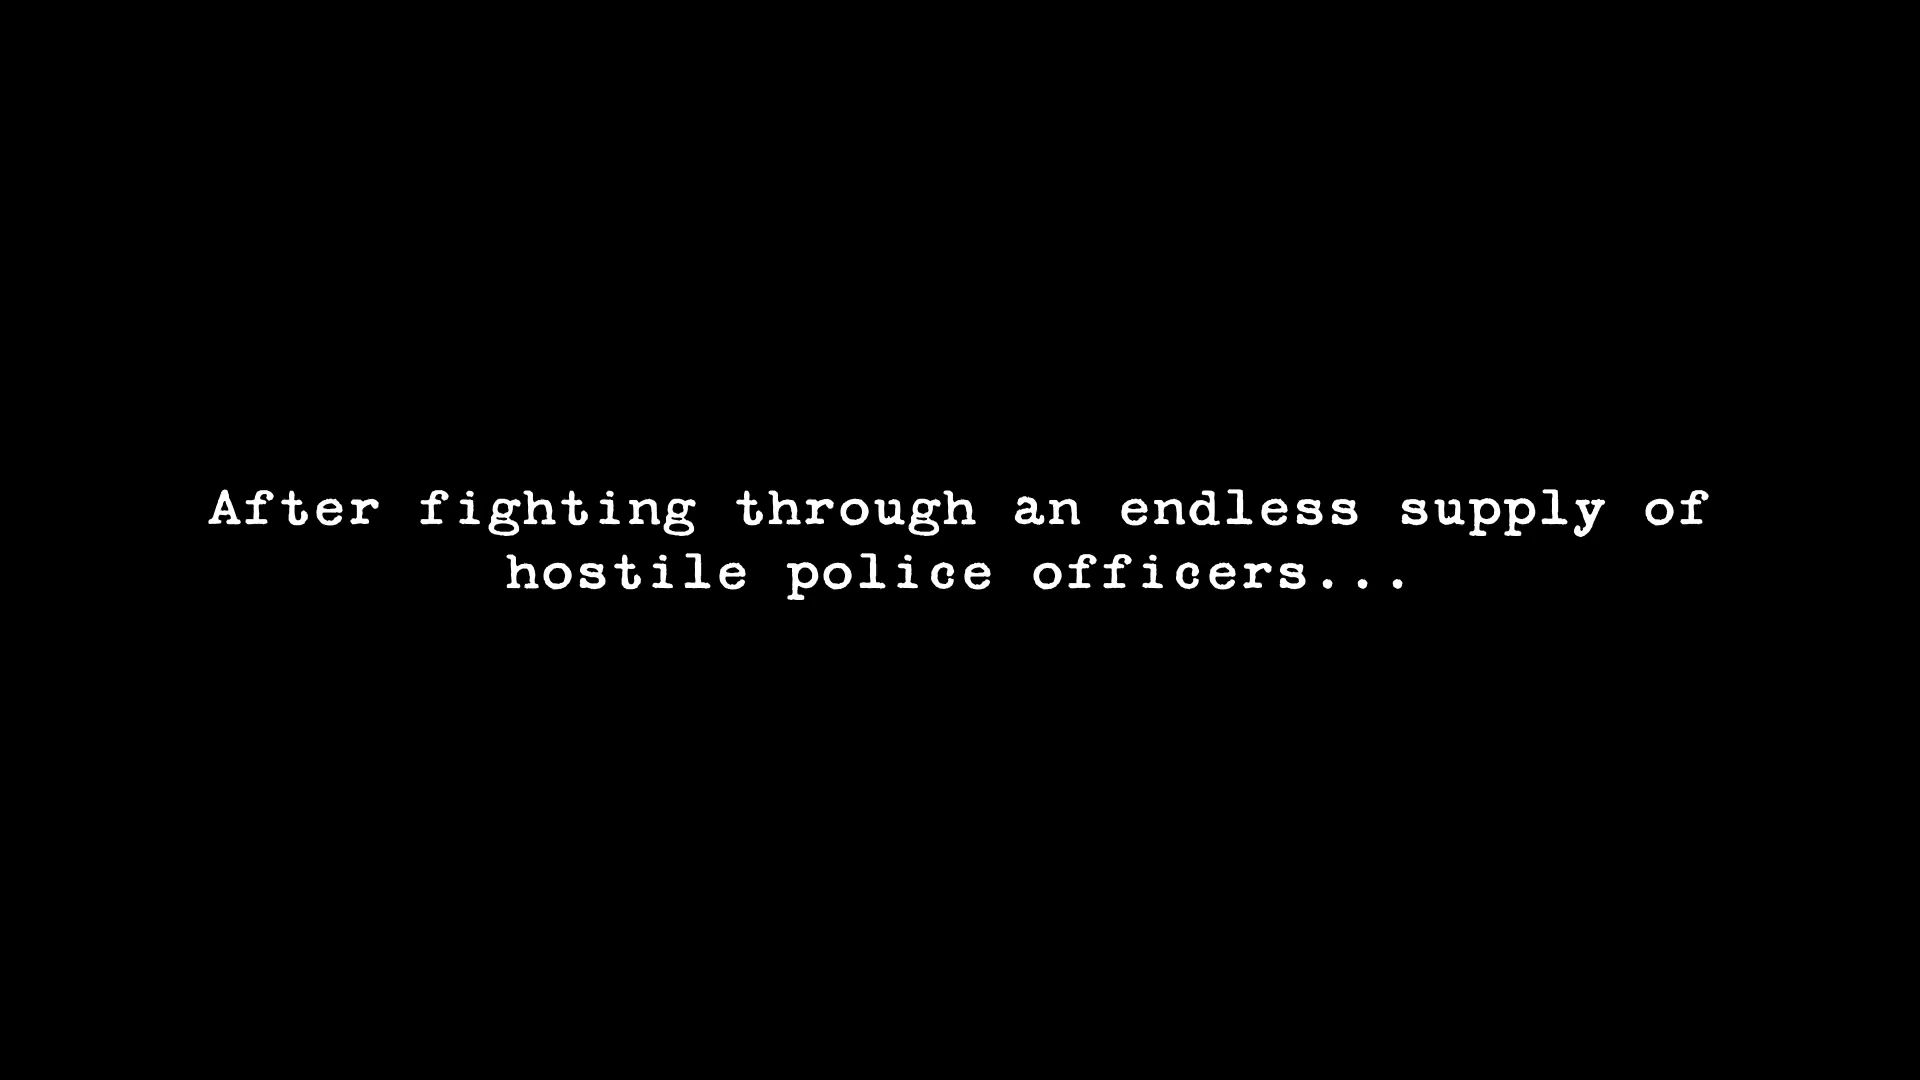 After fighting through an endless supply of
hostile police officers...